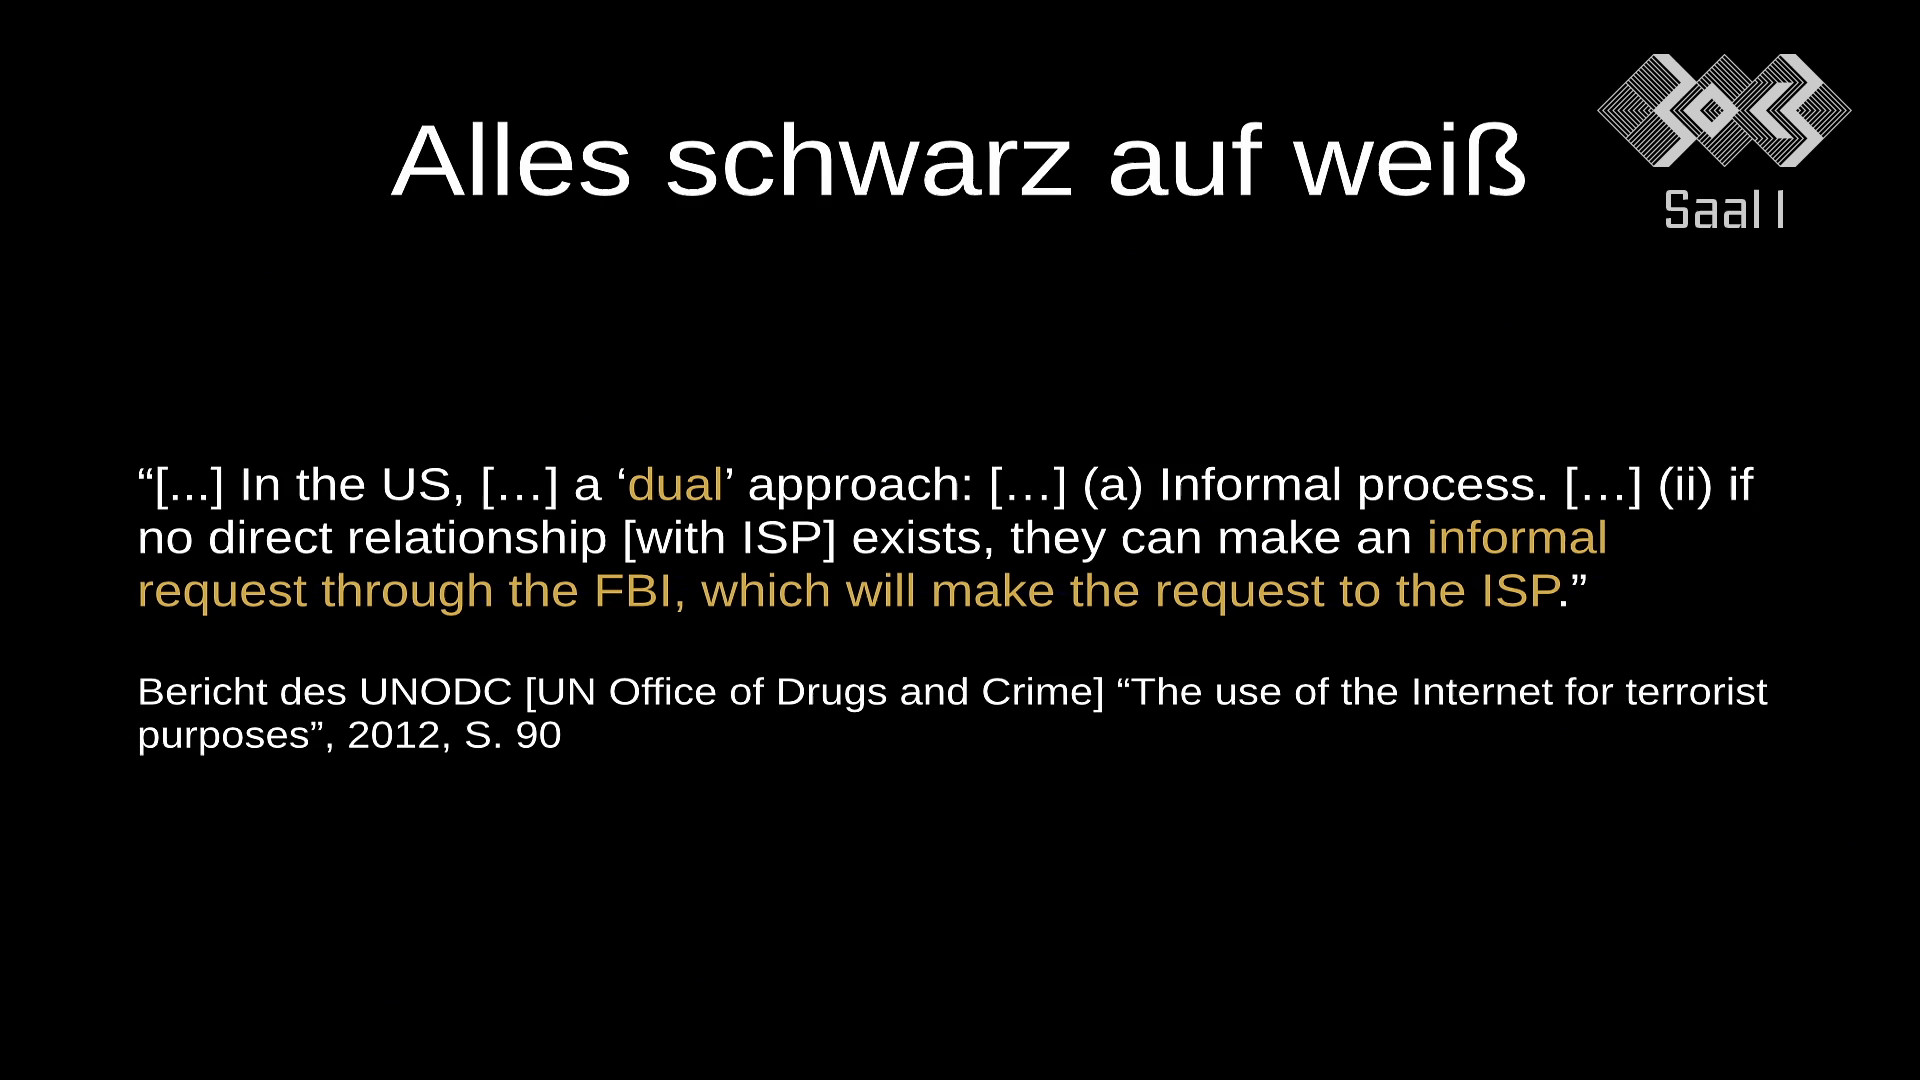 Alles schwarz auf weiß
Saal 1
“[...] In the US, […] a ‘dual’ approach: […] (a) Informal process. […] (ii) if
no direct relationship [with ISP] exists, they can make an informal
request through the FBI, which will make the request to the ISP.”
Bericht des UNODC [UN Office of Drugs and Crime] “The use of the Internet for terrorist
purposes”, 2012, S. 90